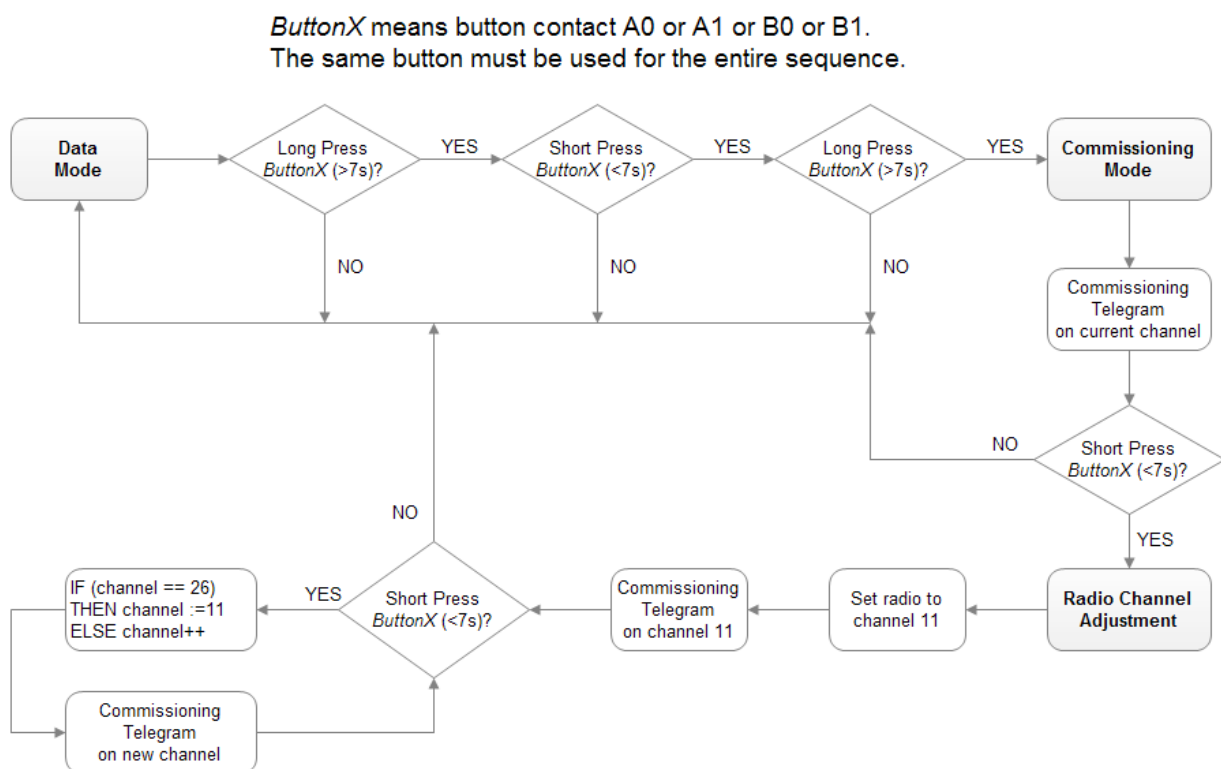 ButtonX means button contact A0 or A1 or B0 or B1.
The same button must be used for the entire sequence.
Data
Mode
Long Press
ButtonX (>7s)?
YES
Short Press
ButtonX (<7s)?
YES
Long Press
ButtonX (>7s)?
YES
Commissioning
Mode
NO
NO
NO
Commissioning
Telegram
on current channel
NO
Short Press
ButtonX (<7s)?
YES
Radio Channel
Adjustment
Set radio to
channel 11
Commissioning
Telegram
on channel 11
Short Press
ButtonX (<7s)?
NO
YES
IF (channel == 26)
THEN channel :=11
ELSE channel++
Commissioning
Telegram
on new channel